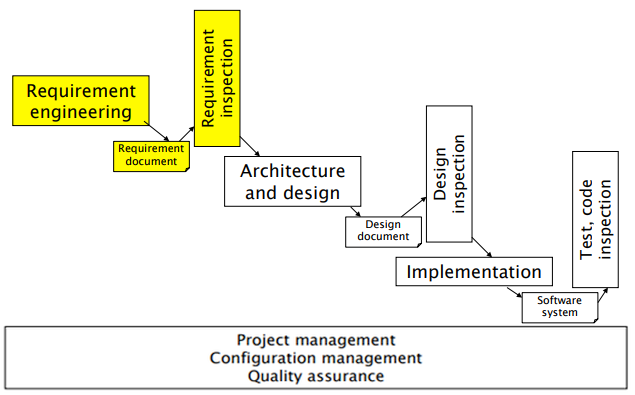 Requirement
engineering
Requirement
document
Requirement
inspection
Architecture
and design
Design
document
Design
inspection
Implementation
Software
system
Test, code
inspection
Project management
Configuration management
Quality assurance